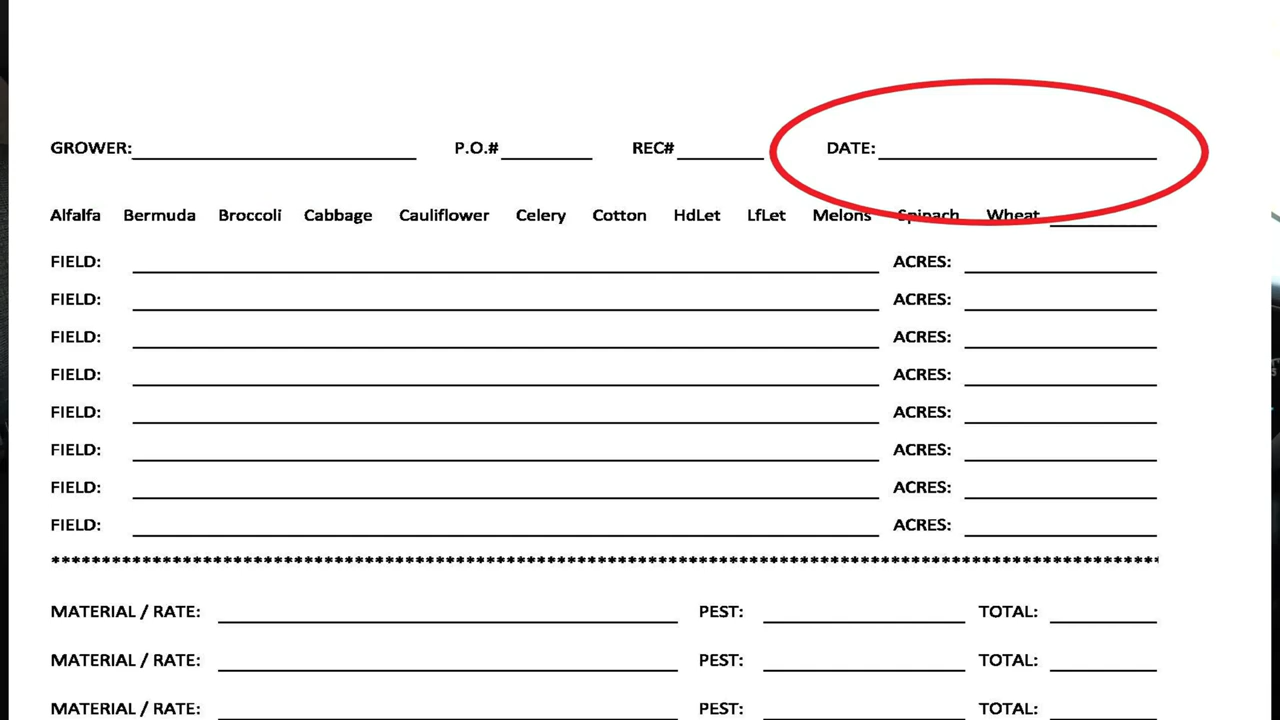 GROWER: P.O.# REC# DATE:
Alfalfa Bermuda Broccoli Cabbage Cauliflower Celery Cotton HdLet LfLet Melons Spinach Wheat
FIELD: ACRES:
FIELD: ACRES:
FIELD: ACRES:
FIELD: ACRES:
FIELD: ACRES:
FIELD: ACRES:
FIELD: ACRES:
FIELD: ACRES:
MATERIAL / RATE: PEST: TOTAL:
MATERIAL / RATE: PEST: TOTAL:
MATERIAL / RATE: PEST: TOTAL: